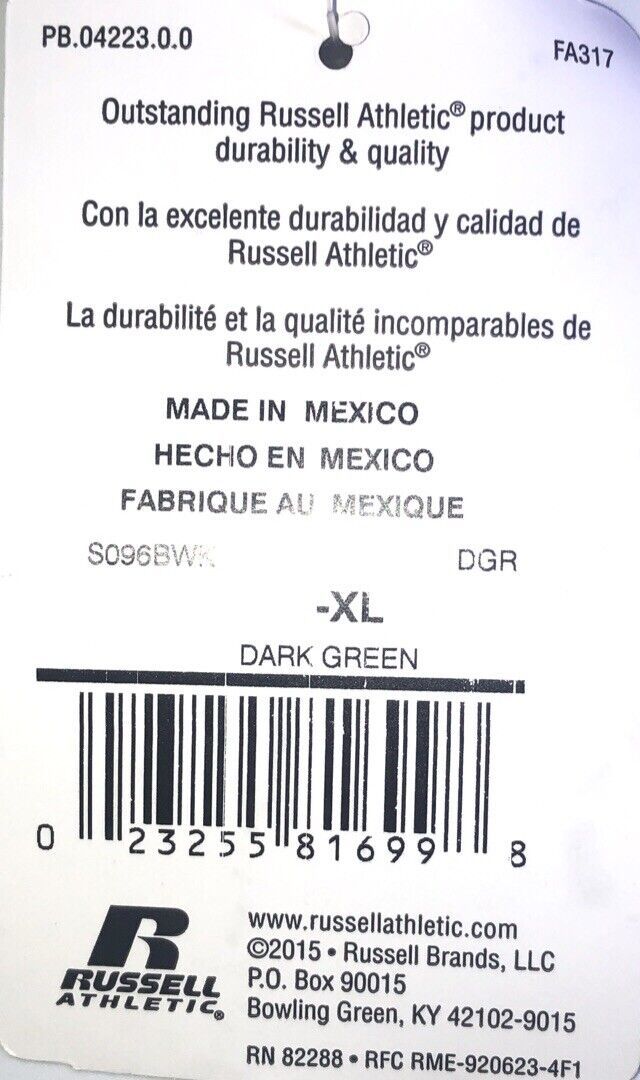 PB.04223.0.0
FA317
Outstanding Russell Athletic® product
durability & quality
Con la excelente durabilidad y calidad de
Russell Athletic®
La durabilité et la qualité incomparables de
Russell Athletic®
MADE IN MEXICO
HECHO EN MEXICO
FABRIQUE AU MEXIQUE
DGR
-XL
DARK GREEN
0 23255 81699 8
RUSSELL
ATHLETIC®
www.russellathletic.com
©2015 • Russell Brands, LLC
P.O. Box 90015
Bowling Green, KY 42102-9015
RN 82288 • RFC RME-920623-4F1